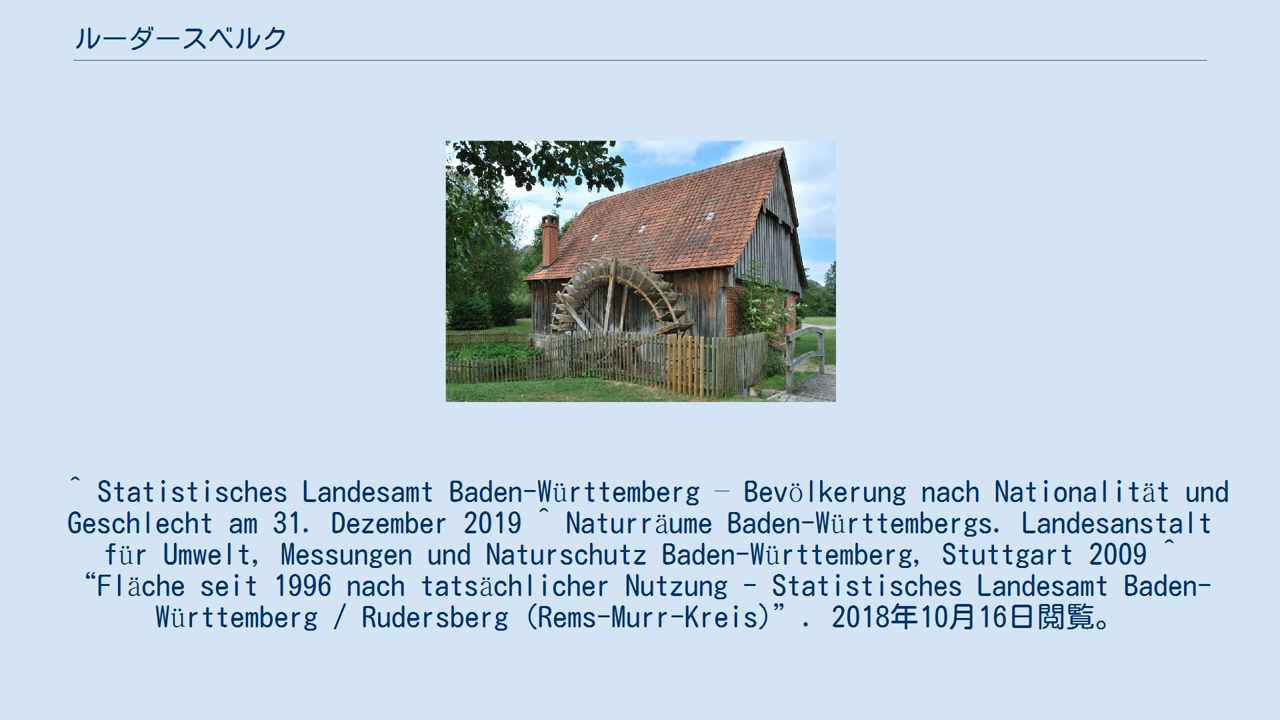 ルーダースベルク
^ Statistisches Landesamt Baden-Württemberg – Bevölkerung nach Nationalität und
Geschlecht am 31. Dezember 2019 ^ Naturräume Baden-Württembergs. Landesanstalt
für Umwelt, Messungen und Naturschutz Baden-Württemberg, Stuttgart 2009 ^
“Fläche seit 1996 nach tatsächlicher Nutzung - Statistisches Landesamt Baden-
Württemberg / Rudersberg (Rems-Murr-Kreis)”. 2018年10月16日閲覧。